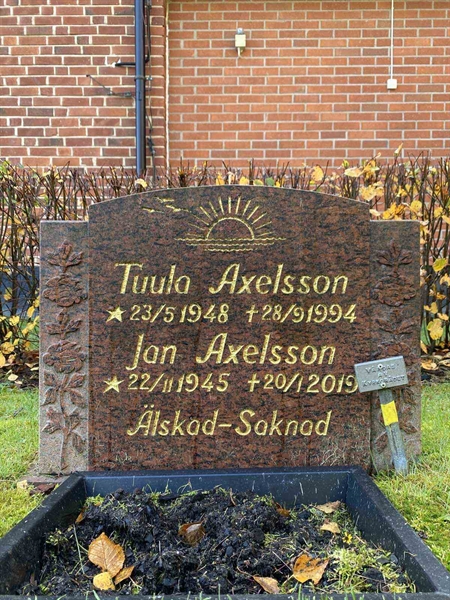 Tuula Axelsson
★ 23/5 1948 + 28/9 1994
Jan Axelsson
★ 22/11 1945 + 20/1 2019
Älskad-Saknad